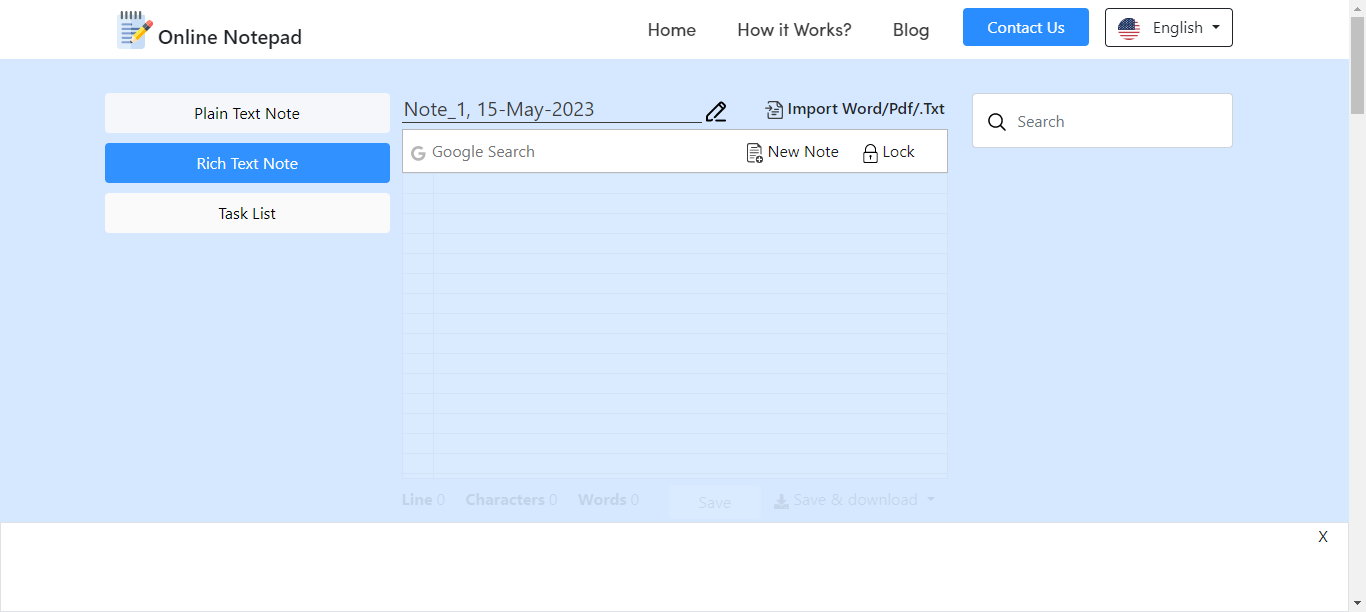 Online Notepad
Home
How it Works?
Blog
Contact Us
English
Plain Text Note
Rich Text Note
Task List
Note_1, 15-May-2023
Import Word/Pdf/.Txt
Google Search
New Note
Lock
Search
Line 0
Characters 0
Words 0
Save
Save & download
X